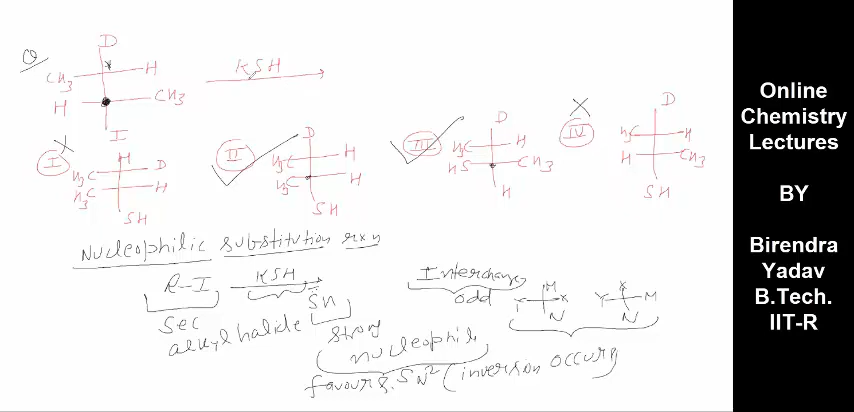 Q
D
CH3 H
H CH3
I
KSH
I
H
H3C D
H3C H
SH
II
D
H3C H
H3C H
SH
III
D
H3C H
HS CH3
H
IV
D
H3C H
H CH3
SH
Nucleophilic substitution rxn
R-I KSH
SH
Sec
alkyl halide
strong
nucleophil
favours SN2 (inversion occurs
Interchange
odd
M
Y X
N
X
Y M
N
Online
Chemistry
Lectures
BY
Birendra
Yadav
B.Tech.
IIT-R